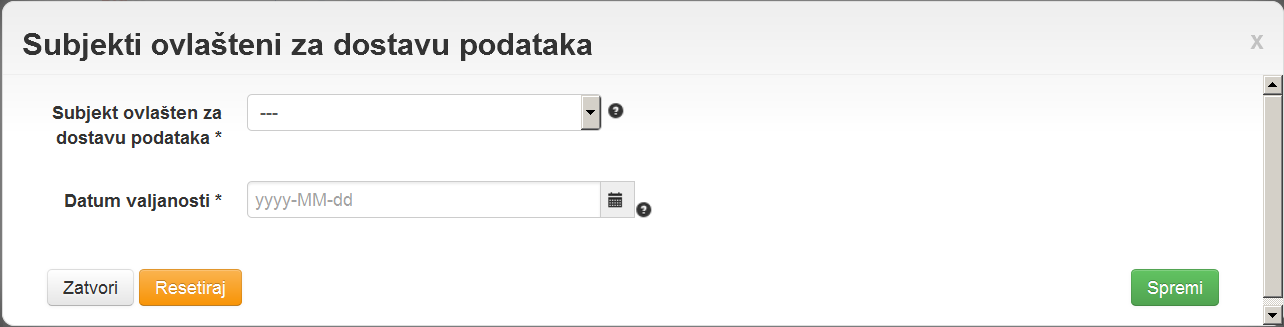 Subjekti ovlašteni za dostavu podataka
x
Subjekt ovlašten za
dostavu podataka *
---
?
Datum valjanosti *
yyyy-MM-dd
?
Zatvori
Resetiraj
Spremi